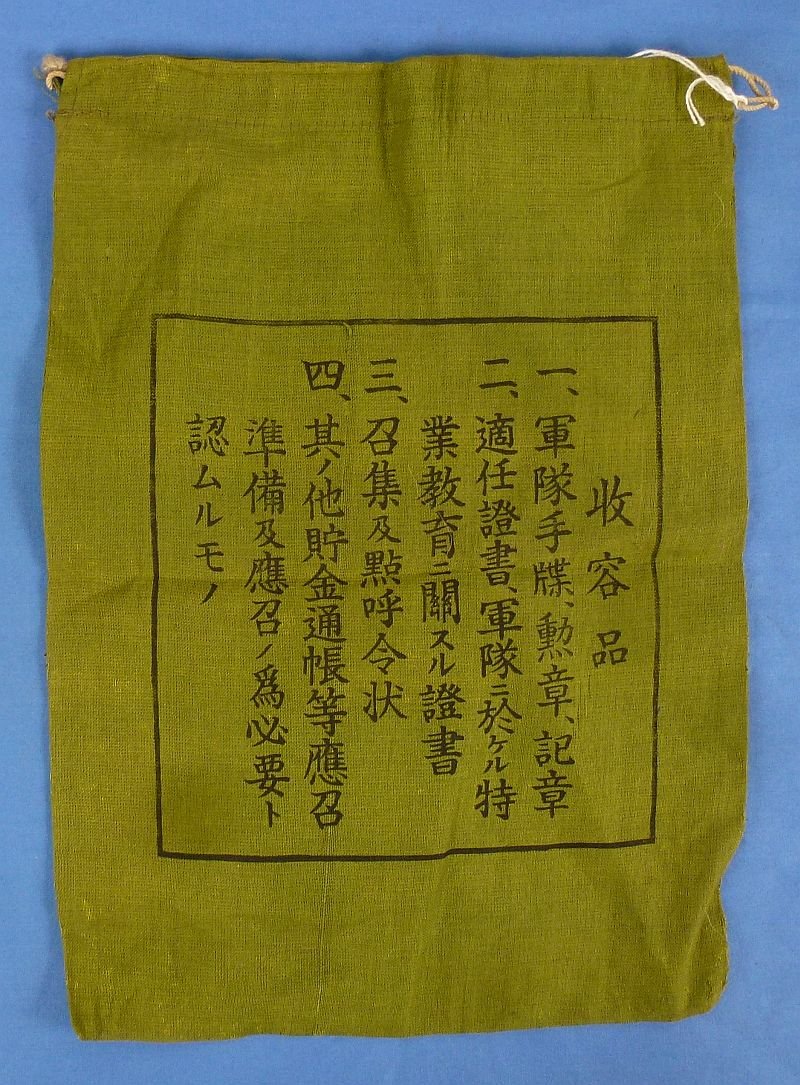 收容品
一、軍隊手牒、勲章、記章
二、適任證書、軍隊ニ於ケル特
業教育ニ關スル證書
三、召集及點呼令状
四、其ノ他貯金通帳等應召
準備及應召ノ爲必要ト
認ムルモノ